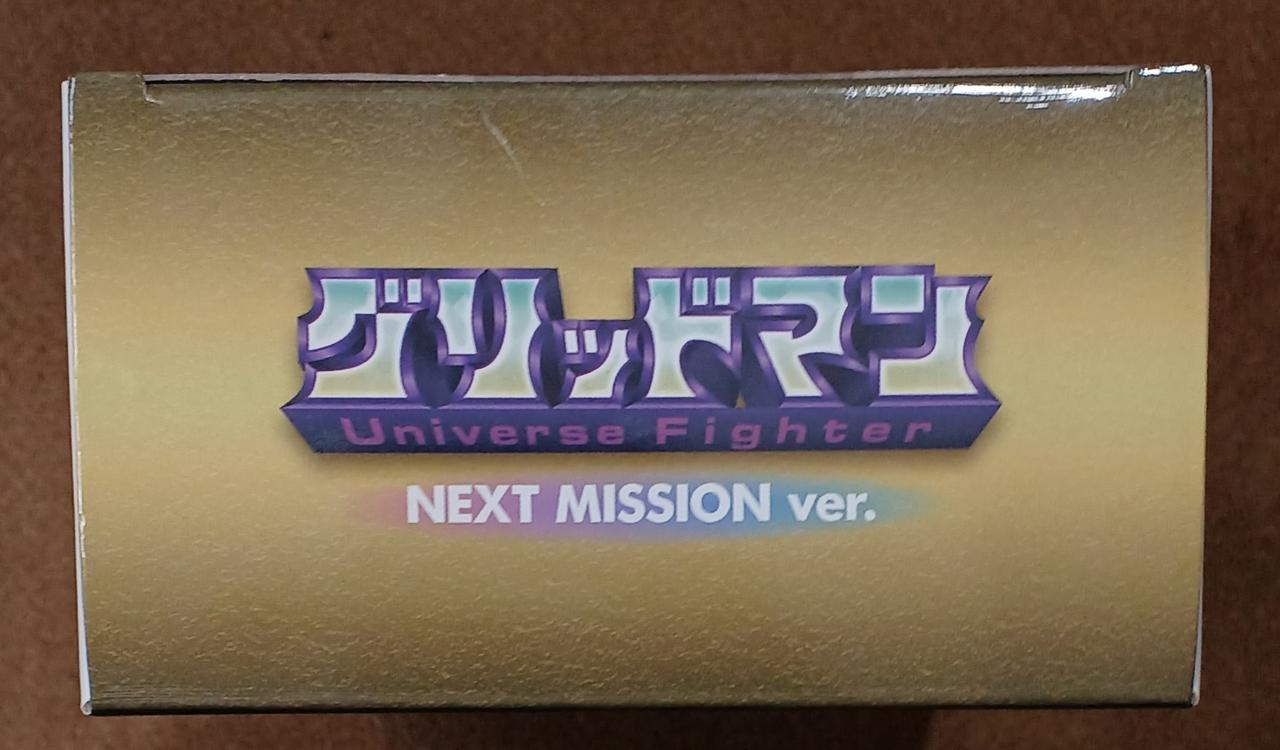 グリッドマン
Universe Fighter
NEXT MISSION ver.